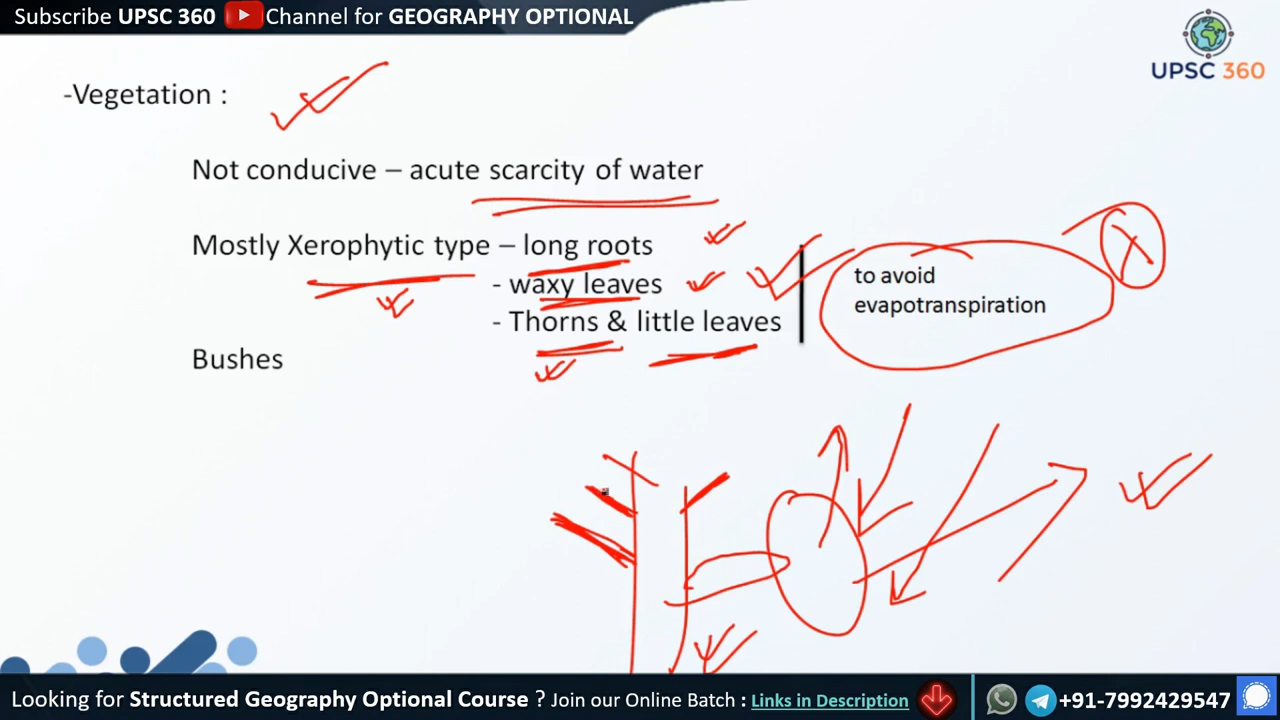 Subscribe UPSC 360 Channel for GEOGRAPHY OPTIONAL
UPSC 360
-Vegetation :
Not conducive – acute scarcity of water
Mostly Xerophytic type – long roots
- waxy leaves
- Thorns & little leaves
to avoid
evapotranspiration
Bushes
Looking for Structured Geography Optional Course ? Join our Online Batch : Links in Description
+91-7992429547